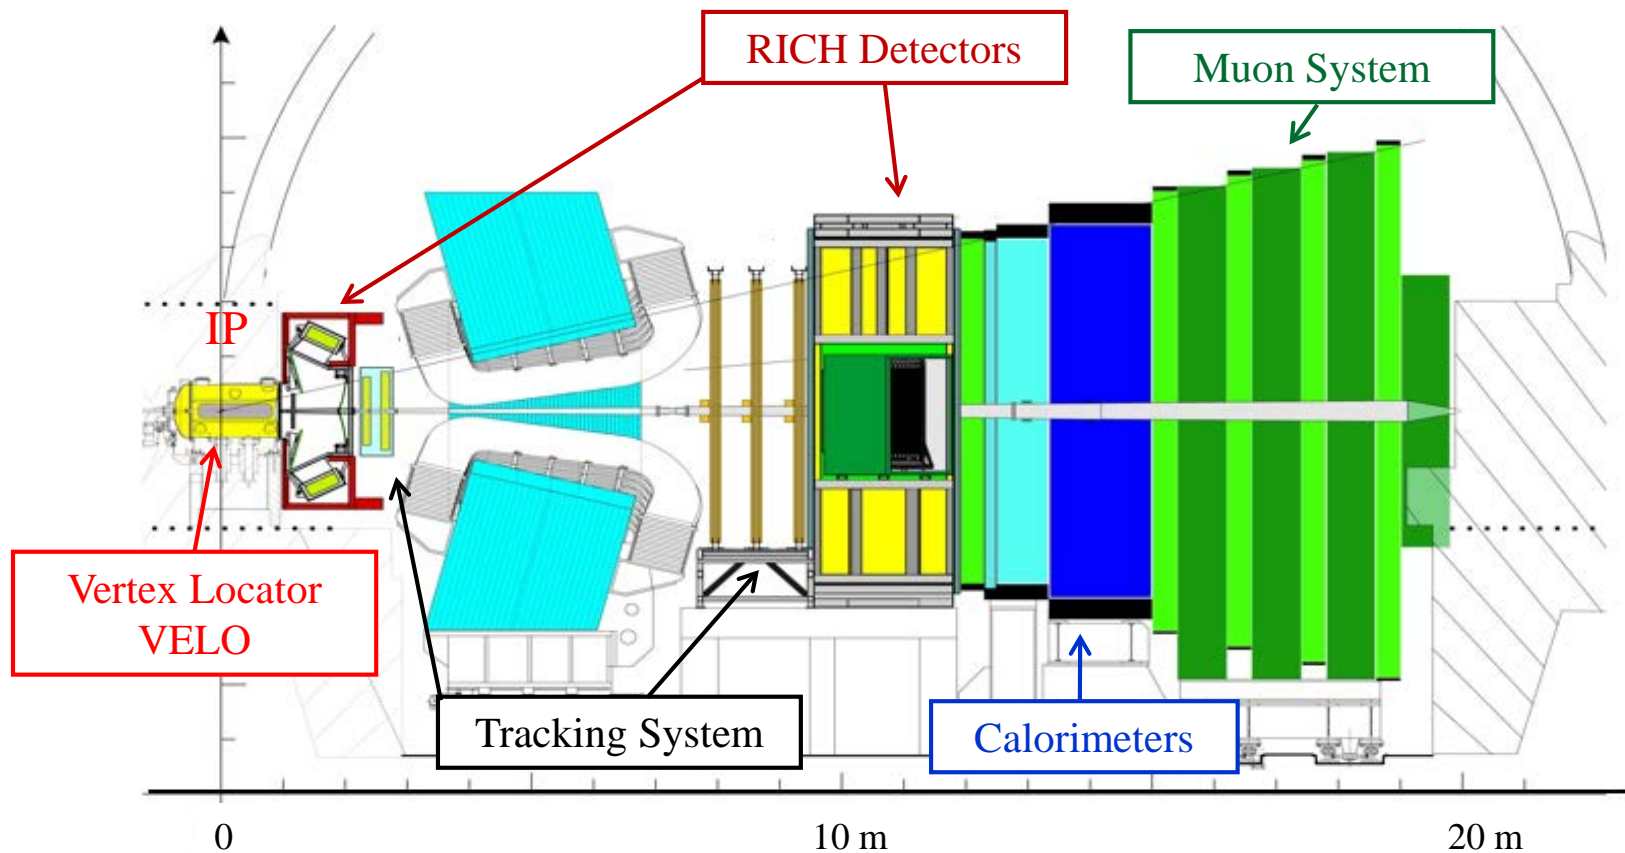 RICH Detectors
Muon System
IP
Vertex Locator
VELO
Tracking System
Calorimeters
0
10 m
20 m